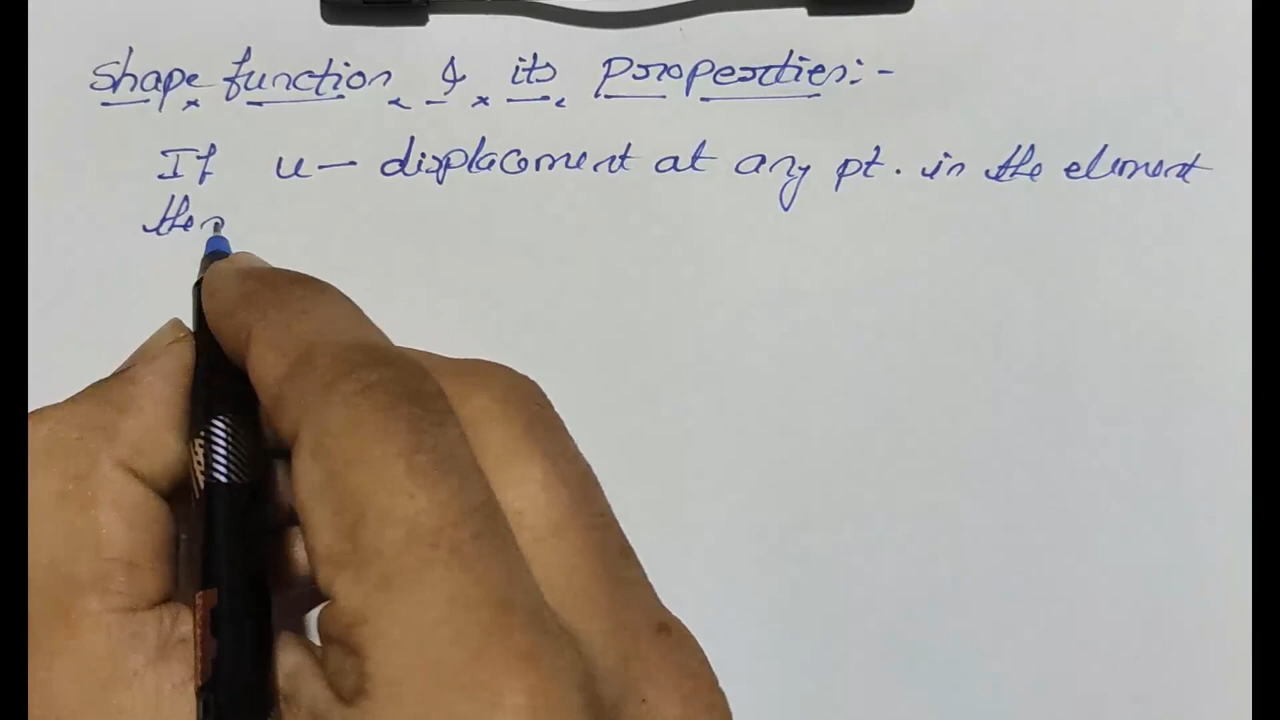 Shape function & its properties:-
If u - displacement at any pt. in the element
then